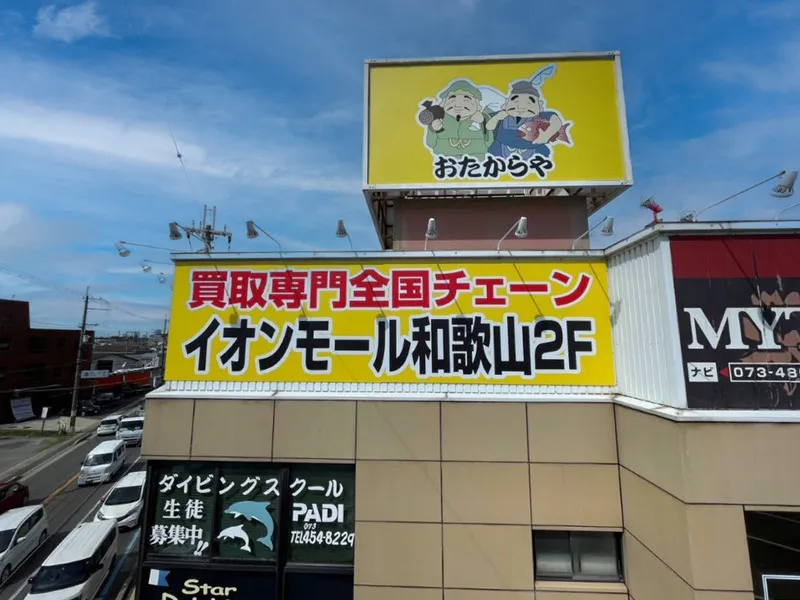 おたからや
買取専門全国チェーン
イオンモール和歌山2F
MY
ナビ
073-48
ダイビングスクール
生徒
募集中!!
PADI
073
TEL454-8229
Star